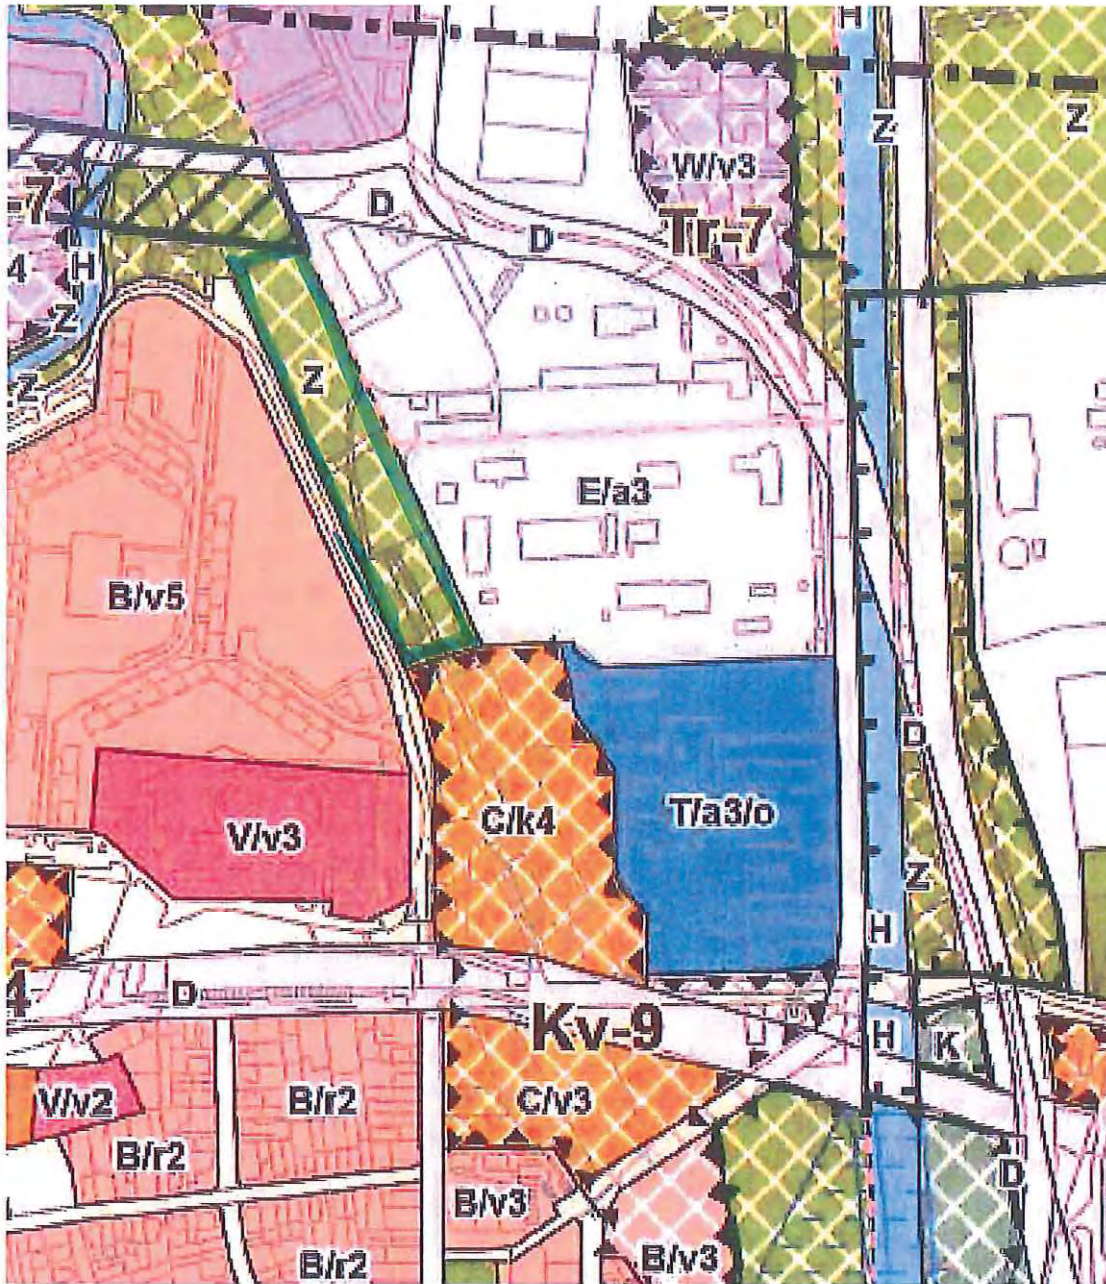 H
Z
Z
W/v3
-7
D
Tr-7
D
4
H
Z
Z
Z
E/a3
B/v5
D
V/v3
C/k4
T/a3/o
Z
H
4
D
Kv-9
H
K
V/v2
B/r2
C/v3
B/r2
D
B/v3
B/v3
B/r2